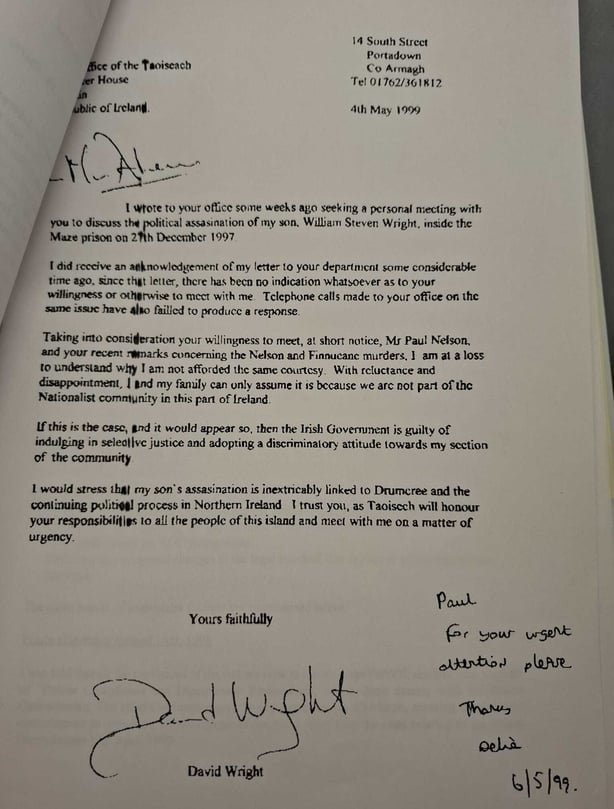 14 South Street
Portadown
Co Armagh
Tel 01762/361812
ffice of the Taoiseach
er House
in
ublic of Ireland.
4th May 1999
Mr Ahern
I wrote to your office some weeks ago seeking a personal meeting with
you to discuss the political assasination of my son, William Steven Wright, inside the
Maze prison on 27th December 1997.
I did receive an acknowledgement of my letter to your department some considerable
time ago, since that letter, there has been no indication whatsoever as to your
willingness or otherwise to meet with me. Telephone calls made to your office on the
same issue have also failled to produce a response.
Taking into consideration your willingness to meet, at short notice, Mr Paul Nelson,
and your recent remarks concerning the Nelson and Finnucane murders, I am at a loss
to understand why I am not afforded the same courtesy. With reluctance and
disappointment, I and my family can only assume it is because we are not part of the
Nationalist community in this part of Ireland.
If this is the case, and it would appear so, then the Irish Government is guilty of
indulging in selective justice and adopting a discriminatory attitude towards my section
of the community
I would stress that my son's assasination is inextricably linked to Drumcree and the
continuing political process in Northern Ireland I trust you, as Taoisech will honour
your responsibilities to all the people of this island and meet with me on a matter of
urgency.
Yours faithfully
David Wright
David Wright
Paul
for your urgent
attention please
Thanks
Delia
6/5/99.